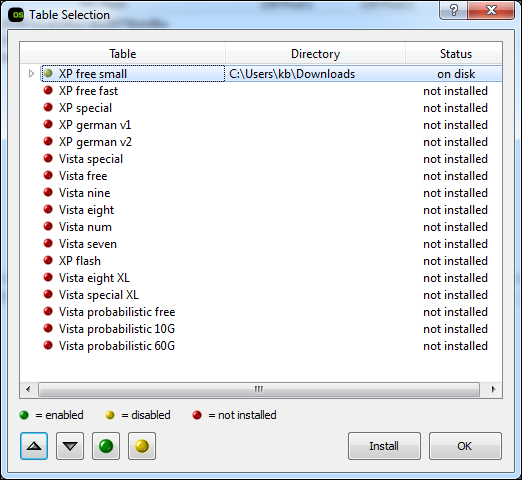 OS Table Selection ?
Table Directory Status
XP free small C:\Users\kb\Downloads on disk
XP free fast not installed
XP special not installed
XP german v1 not installed
XP german v2 not installed
Vista special not installed
Vista free not installed
Vista nine not installed
Vista eight not installed
Vista num not installed
Vista seven not installed
XP flash not installed
Vista eight XL not installed
Vista special XL not installed
Vista probabilistic free not installed
Vista probabilistic 10G not installed
Vista probabilistic 60G not installed
= enabled = disabled = not installed
Install OK